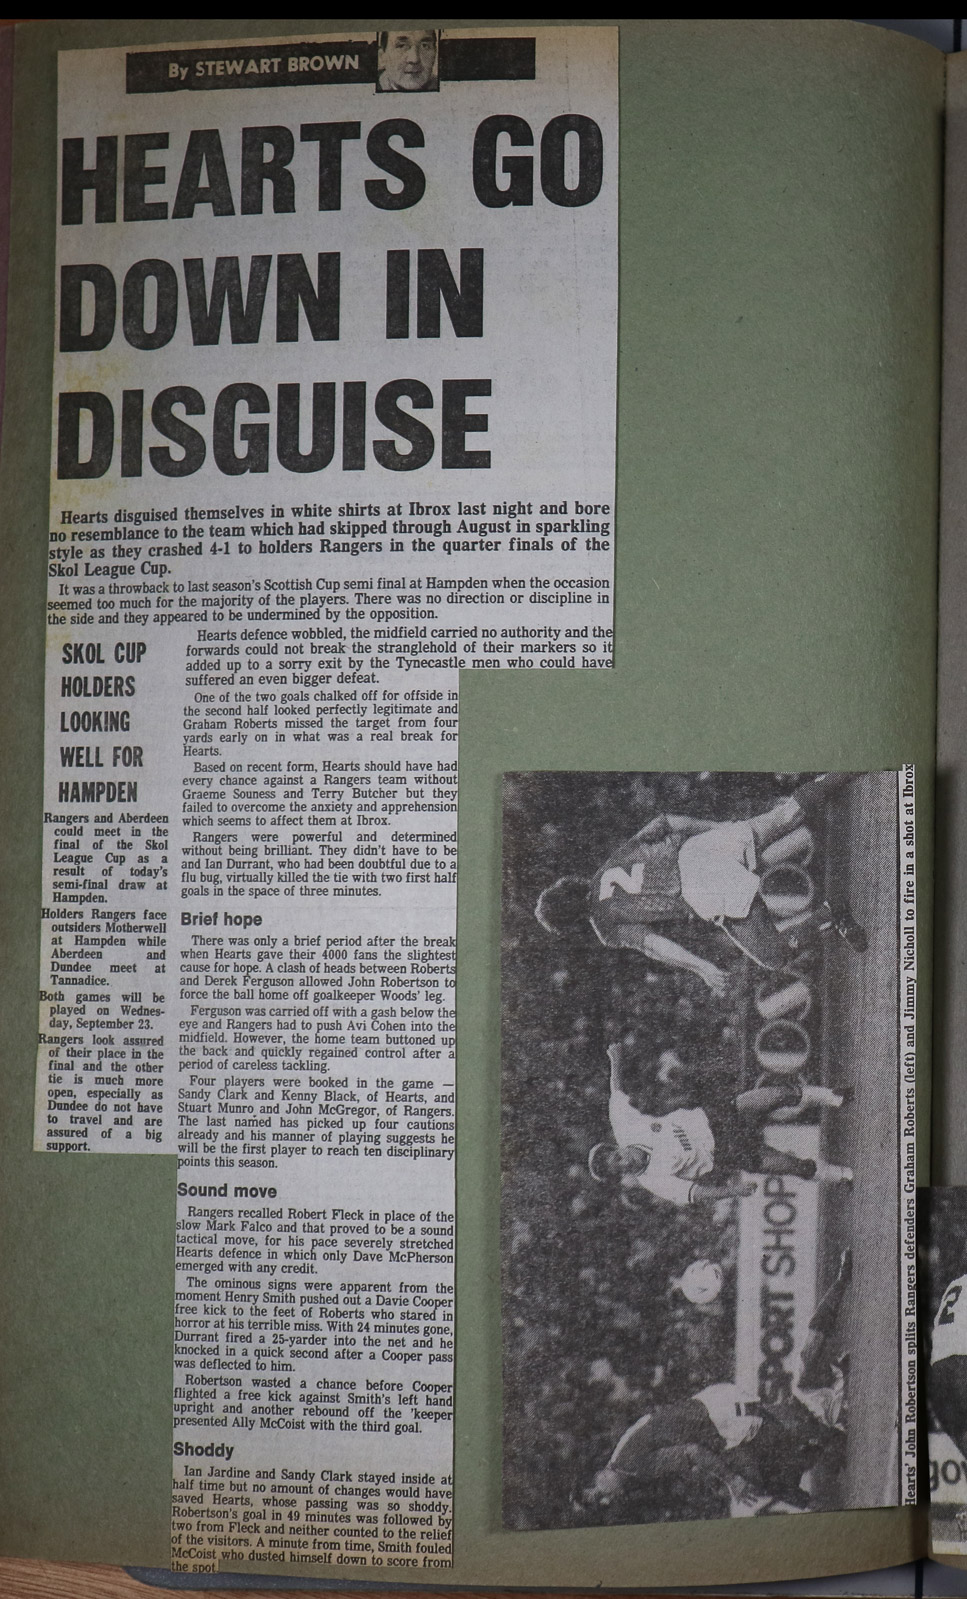 By STEWART BROWN
HEARTS GO
DOWN IN
DISGUISE
Hearts disguised themselves in white shirts at Ibrox last night and bore
no resemblance to the team which had skipped through August in sparkling
style as they crashed 4-1 to holders Rangers in the quarter finals of the
Skol League Cup.
It was a throwback to last season's Scottish Cup semi final at Hampden when the occasion
seemed too much for the majority of the players. There was no direction or discipline in
the side and they appeared to be undermined by the opposition.
SKOL CUP
HOLDERS
LOOKING
WELL FOR
HAMPDEN
Rangers and Aberdeen
could meet in the
final of the Skol
League Cup as a
result of today's
semi-final draw at
Hampden.
Holders Rangers face
outsiders Motherwell
at Hampden while
Aberdeen and
Dundee meet at
Tannadice.
Both games will be
played on Wednes-
day, September 23.
Rangers look assured
of their place in the
final and the other
tie is much more
open, especially as
Dundee do not have
to travel and are
assured of a big
support.
Hearts defence wobbled, the midfield carried no authority and the
forwards could not break the stranglehold of their markers so it
added up to a sorry exit by the Tynecastle men who could have
suffered an even bigger defeat.
One of the two goals chalked off for offside in
the second half looked perfectly legitimate and
Graham Roberts missed the target from four
yards early on in what was a real break for
Hearts.
Based on recent form, Hearts should have had
every chance against a Rangers team without
Graeme Souness and Terry Butcher but they
failed to overcome the anxiety and apprehension
which seems to affect them at Ibrox.
Rangers were powerful and determined
without being brilliant. They didn't have to be
and Ian Durrant, who had been doubtful due to a
flu bug, virtually killed the tie with two first half
goals in the space of three minutes.
Brief hope
There was only a brief period after the break
when Hearts gave their 4000 fans the slightest
cause for hope. A clash of heads between Roberts
and Derek Ferguson allowed John Robertson to
force the ball home off goalkeeper Woods' leg.
Ferguson was carried off with a gash below the
eye and Rangers had to push Avi Cohen into the
midfield. However, the home team buttoned up
the back and quickly regained control after a
period of careless tackling.
Four players were booked in the game —
Sandy Clark and Kenny Black, of Hearts, and
Stuart Munro and John McGregor, of Rangers.
The last named has picked up four cautions
already and his manner of playing suggests he
will be the first player to reach ten disciplinary
points this season.
Sound move
Rangers recalled Robert Fleck in place of the
slow Mark Falco and that proved to be a sound
tactical move, for his pace severely stretched
Hearts defence in which only Dave McPherson
emerged with any credit.
The ominous signs were apparent from the
moment Henry Smith pushed out a Davie Cooper
free kick to the feet of Roberts who stared in
horror at his terrible miss. With 24 minutes gone,
Durrant fired a 25-yarder into the net and he
knocked in a quick second after a Cooper pass
was deflected to him.
Robertson wasted a chance before Cooper
flighted a free kick against Smith's left hand
upright and another rebound off the 'keeper
presented Ally McCoist with the third goal.
Shoddy
Ian Jardine and Sandy Clark stayed inside at
half time but no amount of changes would have
saved Hearts, whose passing was so shoddy.
Robertson's goal in 49 minutes was followed by
two from Fleck and neither counted to the relief
of the visitors. A minute from time, Smith fouled
McCoist who dusted himself down to score from
the spot.
2
SPORT SHOP
Hearts' John Robertson splits Rangers defenders Graham Roberts (left) and Jimmy Nicholl to fire in a shot at Ibrox
2